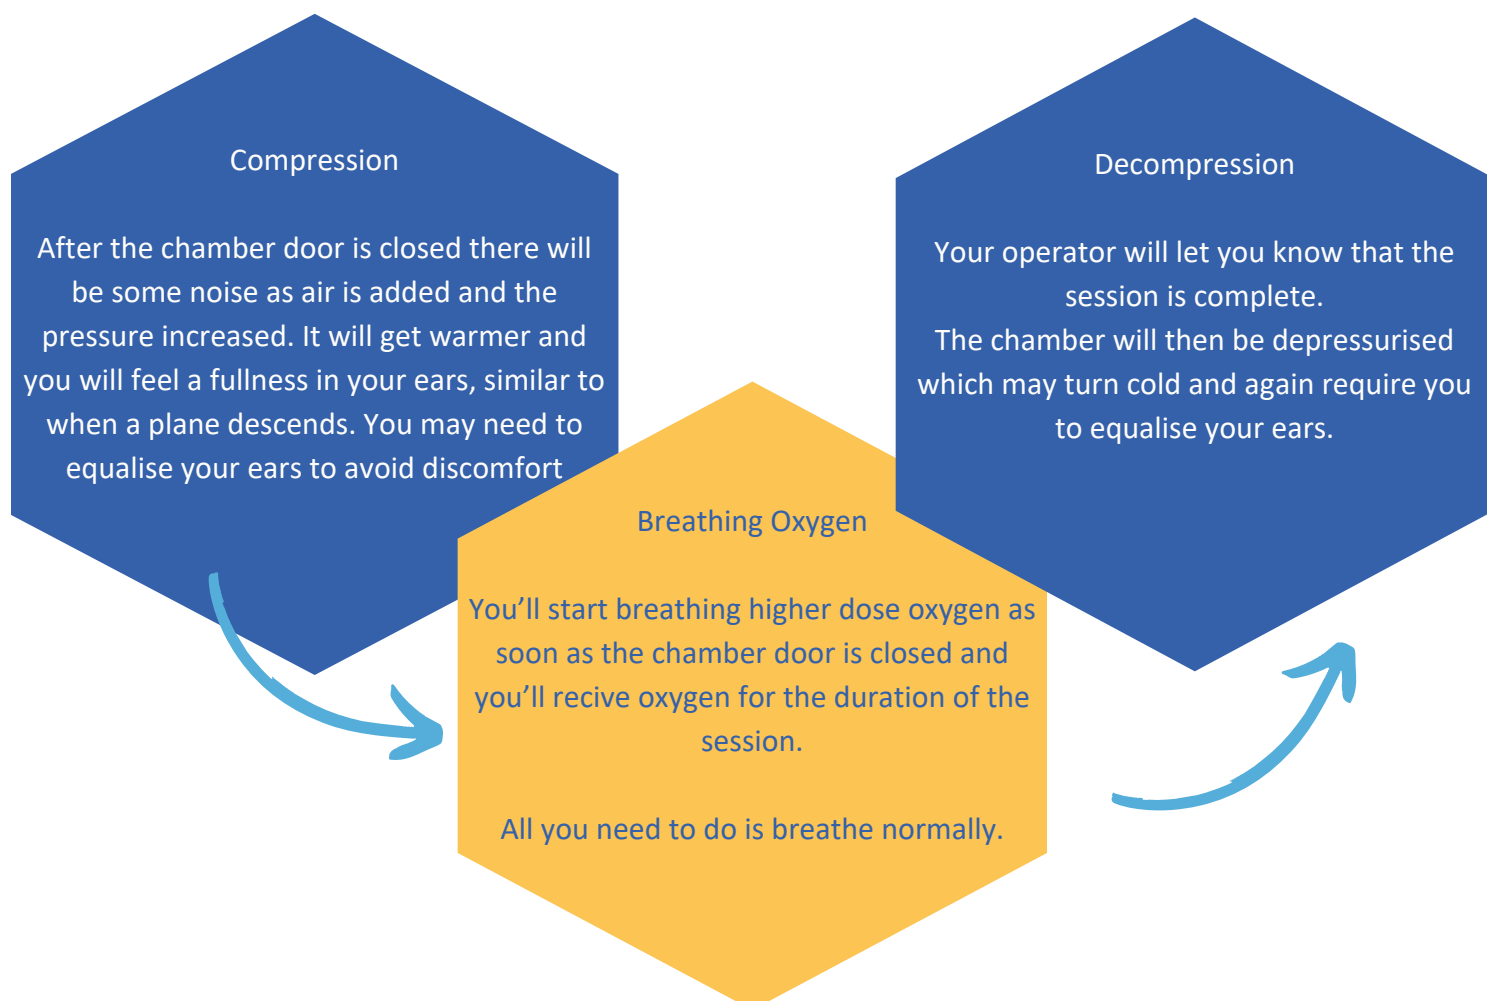 Compression
After the chamber door is closed there will
be some noise as air is added and the
pressure increased. It will get warmer and
you will feel a fullness in your ears, similar to
when a plane descends. You may need to
equalise your ears to avoid discomfort
Breathing Oxygen
You’ll start breathing higher dose oxygen as
soon as the chamber door is closed and
you’ll recive oxygen for the duration of the
session.
All you need to do is breathe normally.
Decompression
Your operator will let you know that the
session is complete.
The chamber will then be depressurised
which may turn cold and again require you
to equalise your ears.